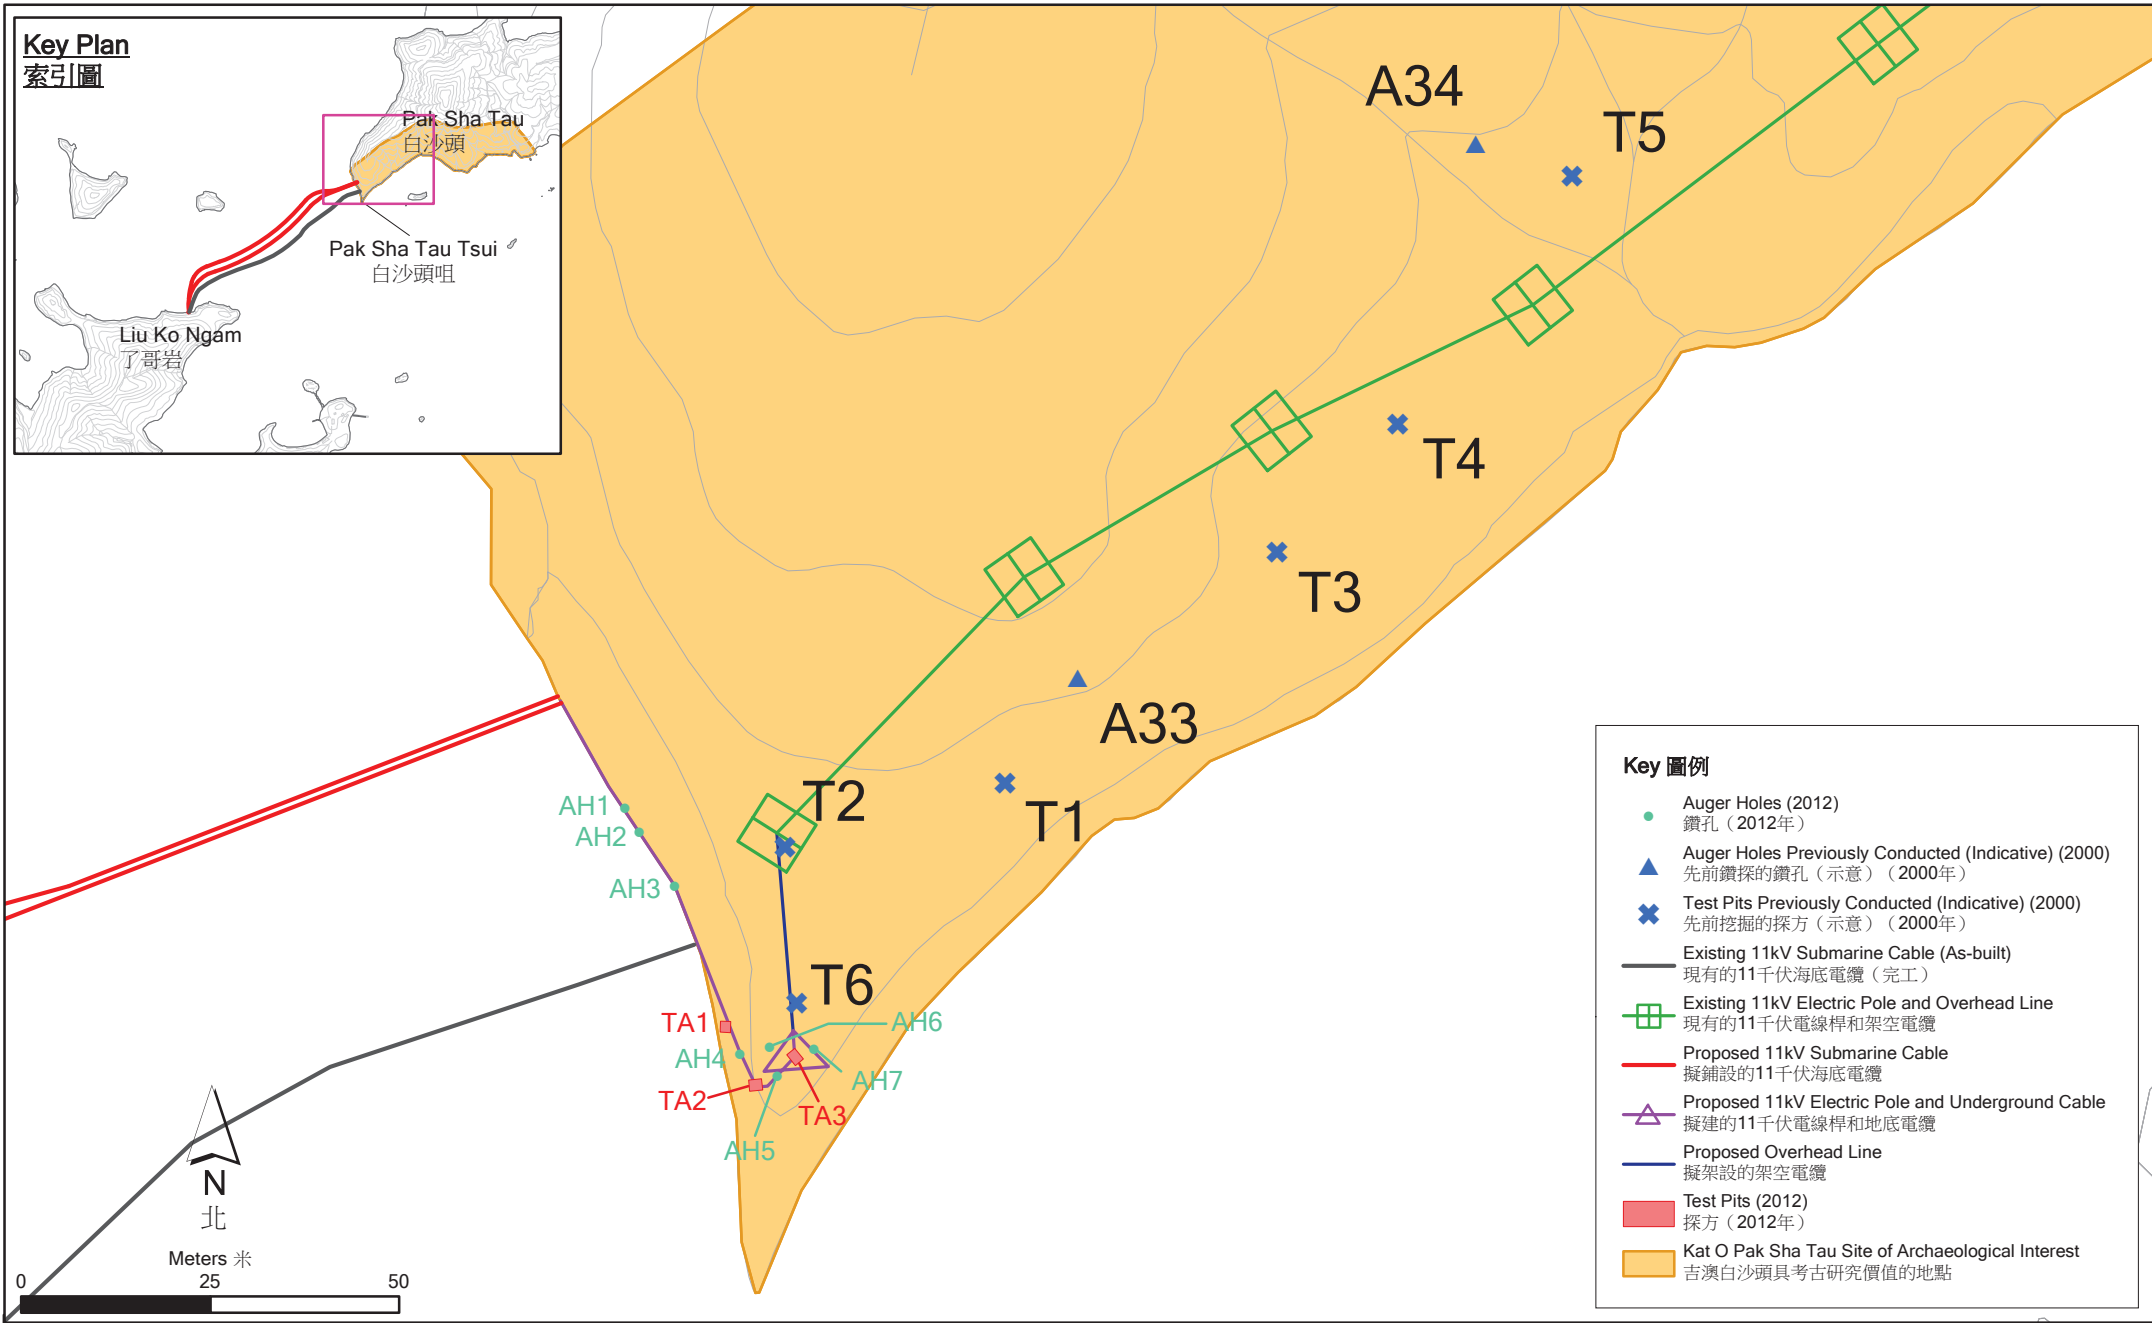 Key Plan
索引圖
Pak Sha Tau
白沙頭
Pak Sha Tau Tsui
白沙頭咀
Liu Ko Ngam
了哥岩
A34
T5
T4
T3
A33
T2
T1
AH1
AH2
AH3
T6
TA1
AH6
AH4
AH7
TA2
TA3
AH5
N
北
Meters 米
0 25 50
Key 圖例
Auger Holes (2012)
鑽孔（2012年）
Auger Holes Previously Conducted (Indicative) (2000)
先前鑽探的鑽孔（示意）（2000年）
Test Pits Previously Conducted (Indicative) (2000)
先前挖掘的探方（示意）（2000年）
Existing 11kV Submarine Cable (As-built)
現有的11千伏海底電纜（完工）
Existing 11kV Electric Pole and Overhead Line
現有的11千伏電線桿和架空電纜
Proposed 11kV Submarine Cable
擬鋪設的11千伏海底電纜
Proposed 11kV Electric Pole and Underground Cable
擬建的11千伏電線桿和地底電纜
Proposed Overhead Line
擬架設的架空電纜
Test Pits (2012)
探方（2012年）
Kat O Pak Sha Tau Site of Archaeological Interest
吉澳白沙頭具考古研究價值的地點